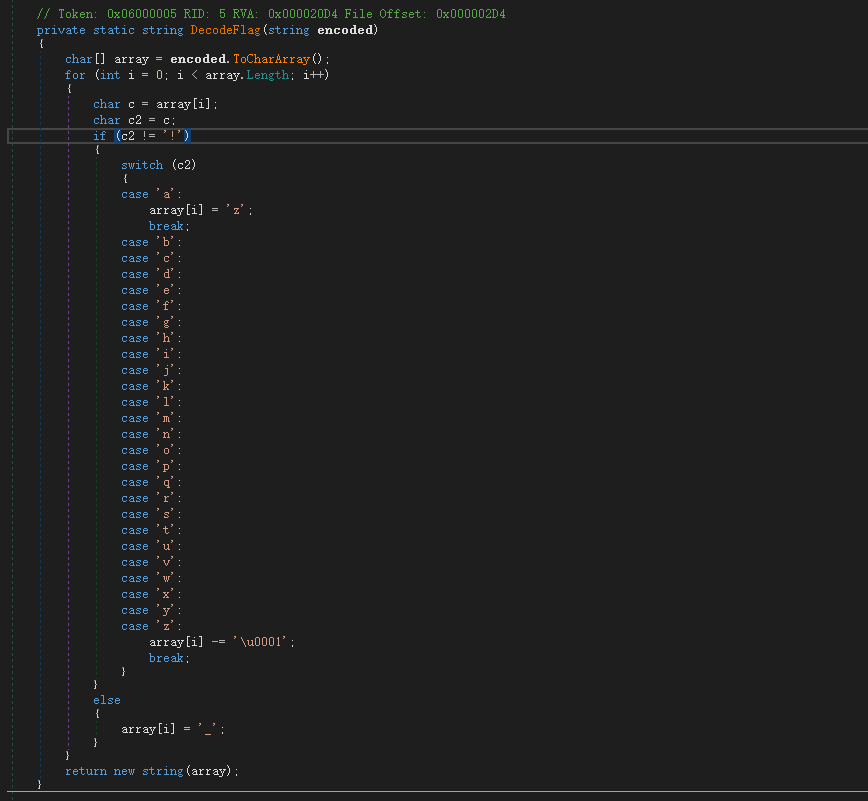 // Token: 0x06000005 RID: 5 RVA: 0x000020D4 File Offset: 0x000002D4
private static string DecodeFlag(string encoded)
{
    char[] array = encoded.ToCharArray();
    for (int i = 0; i < array.Length; i++)
    {
        char c = array[i];
        char c2 = c;
        if (c2 != '!')
        {
            switch (c2)
            {
            case 'a':
                array[i] = 'z';
                break;
            case 'b':
            case 'c':
            case 'd':
            case 'e':
            case 'f':
            case 'g':
            case 'h':
            case 'i':
            case 'j':
            case 'k':
            case 'l':
            case 'm':
            case 'n':
            case 'o':
            case 'p':
            case 'q':
            case 'r':
            case 's':
            case 't':
            case 'u':
            case 'v':
            case 'w':
            case 'x':
            case 'y':
            case 'z':
                array[i] -= '\u0001';
                break;
            }
        }
        else
        {
            array[i] = '_';
        }
    }
    return new string(array);
}